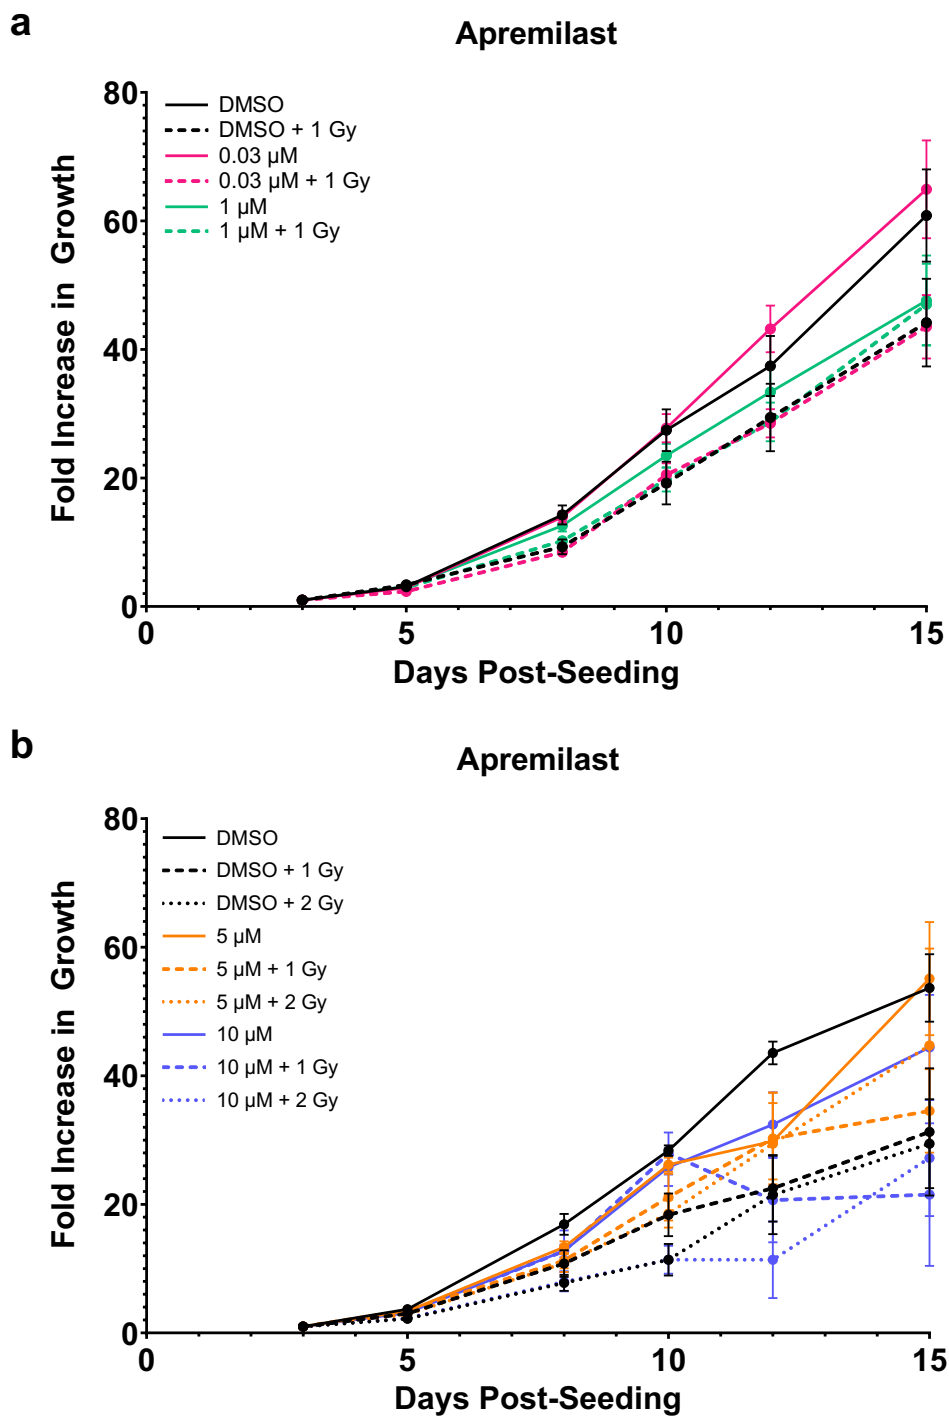 a
Apremilast
80
60
40
20
0
Fold Increase in Growth
DMSO
DMSO + 1 Gy
0.03 µM
0.03 µM + 1 Gy
1 µM
1 µM + 1 Gy
0 5 10 15
Days Post-Seeding
b
Apremilast
80
60
40
20
0
Fold Increase in Growth
DMSO
DMSO + 1 Gy
DMSO + 2 Gy
5 µM
5 µM + 1 Gy
5 µM + 2 Gy
10 µM
10 µM + 1 Gy
10 µM + 2 Gy
0 5 10 15
Days Post-Seeding